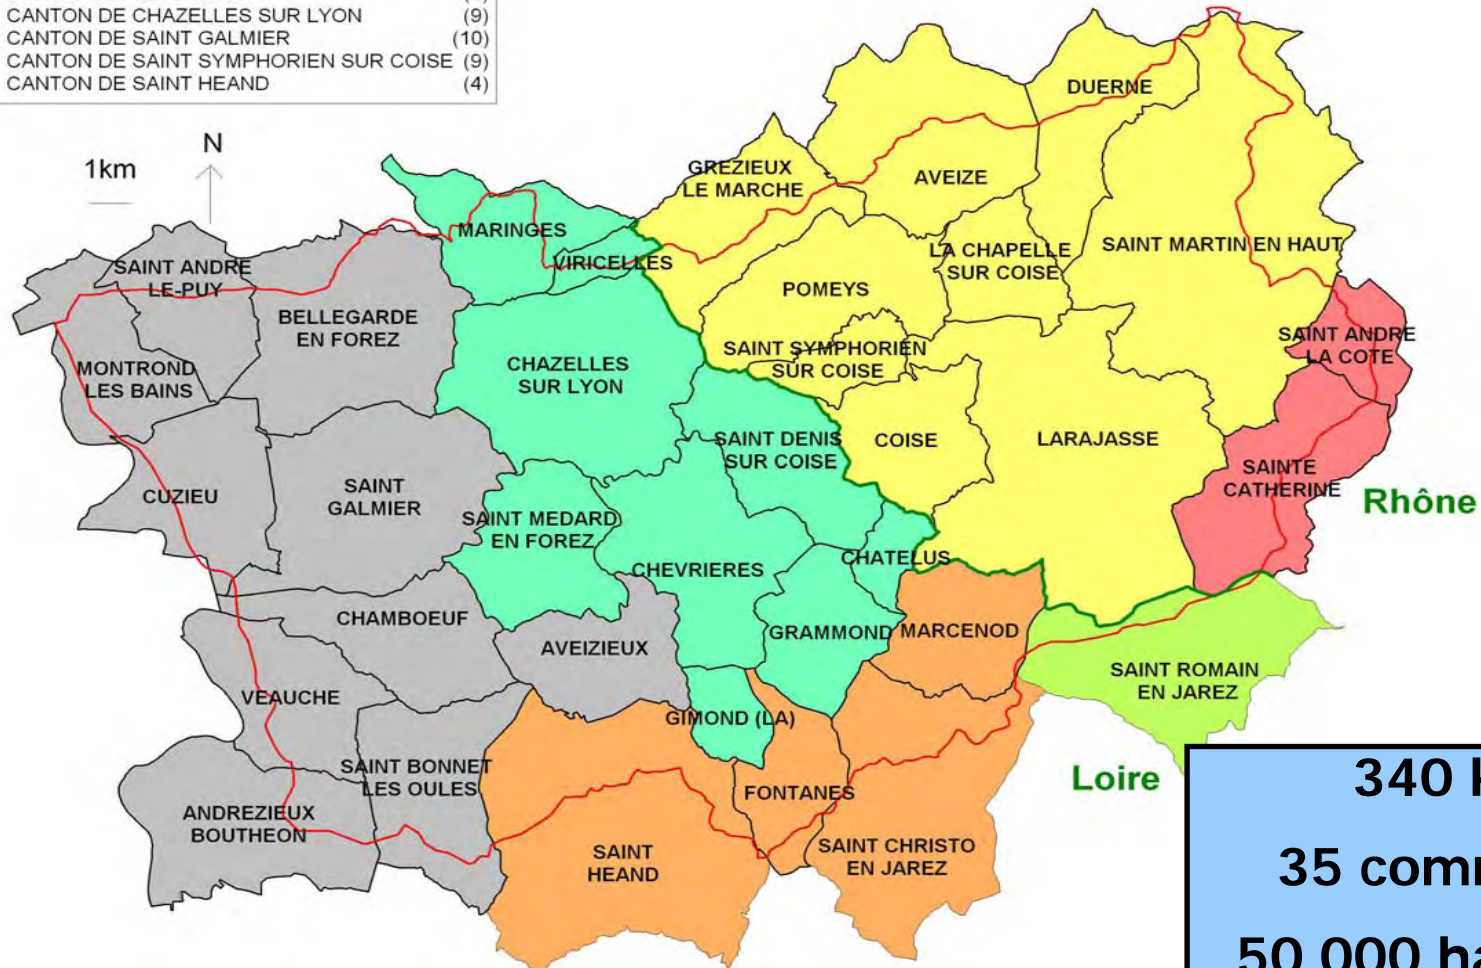 CANTON DE CHAZELLES SUR LYON (9)
CANTON DE SAINT GALMIER (10)
CANTON DE SAINT SYMPHORIEN SUR COISE (9)
CANTON DE SAINT HEAND (4)
N
1km
DUERNE
GREZIEUX
LE MARCHE
AVEIZE
MARINGES
VIRICELLES
LA CHAPELLE
SUR COISE
SAINT MARTIN EN HAUT
SAINT ANDRE
LE-PUY
POMEYS
BELLEGARDE
EN FOREZ
SAINT ANDRE
LA COTE
MONTROND
LES BAINS
CHAZELLES
SUR LYON
SAINT SYMPHORIEN
SUR COISE
SAINT DENIS
SUR COISE
COISE
LARAJASSE
CUZIEU
SAINT
GALMIER
SAINTE
CATHERINE
Rhône
SAINT MEDARD
EN FOREZ
CHEVRIERES
CHATELUS
CHAMBOEUF
AVEIZIEUX
GRAMMOND
MARCENOD
SAINT ROMAIN
EN JAREZ
VEAUCHE
GIMOND (LA)
SAINT BONNET
LES OULES
FONTANES
Loire
ANDREZIEUX
BOUTHEON
SAINT
HEAND
SAINT CHRISTO
EN JAREZ
340
35 com
50 000 ha